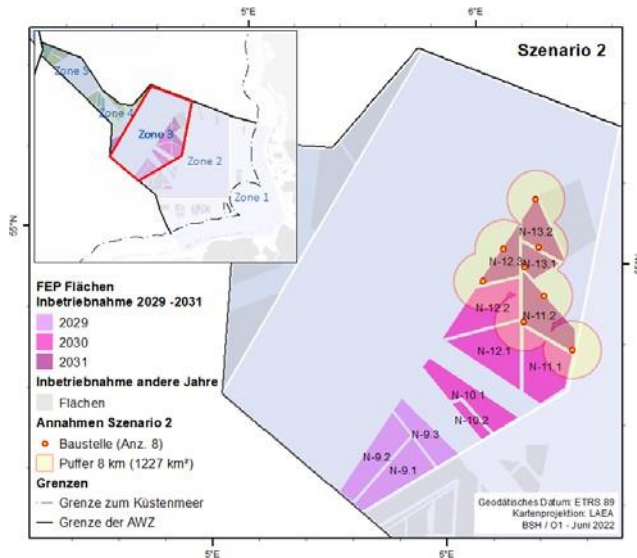 5°E
6°E
Szenario 2
Zone 5
Zone 4
Zone 3
Zone 2
Zone 1
55°N
55°N
N-13.2
N-12.3
N-13.1
N-12.2
N-11.2
N-12.1
N-11.1
N-10.1
N-10.2
N-9.3
N-9.2
N-9.1
FEP Flächen
Inbetriebnahme 2029 -2031
2029
2030
2031
Inbetriebnahme andere Jahre
Flächen
Annahmen Szenario 2
Baustelle (Anz. 8)
Puffer 8 km (1227 km²)
Grenzen
Grenze zum Küstenmeer
Grenze der AWZ
Geodätisches Datum: ETRS 89
Kartenprojektion: LAEA
BSH / O1 - Juni 2022
5°E
6°E